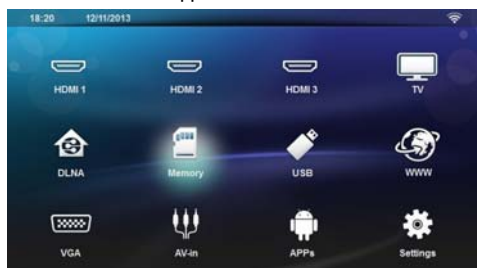 18:20 12/11/2013
HDMI 1 HDMI 2 HDMI 3 TV
DLNA Memory USB WWW
VGA AV-in APPs Settings